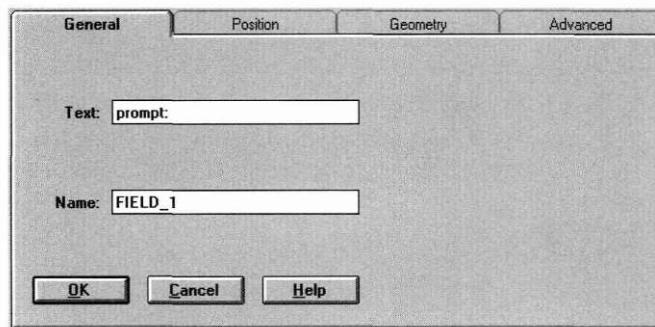 General Position Geometry Advanced
Text: prompt:
Name: FIELD_1
OK Cancel Help